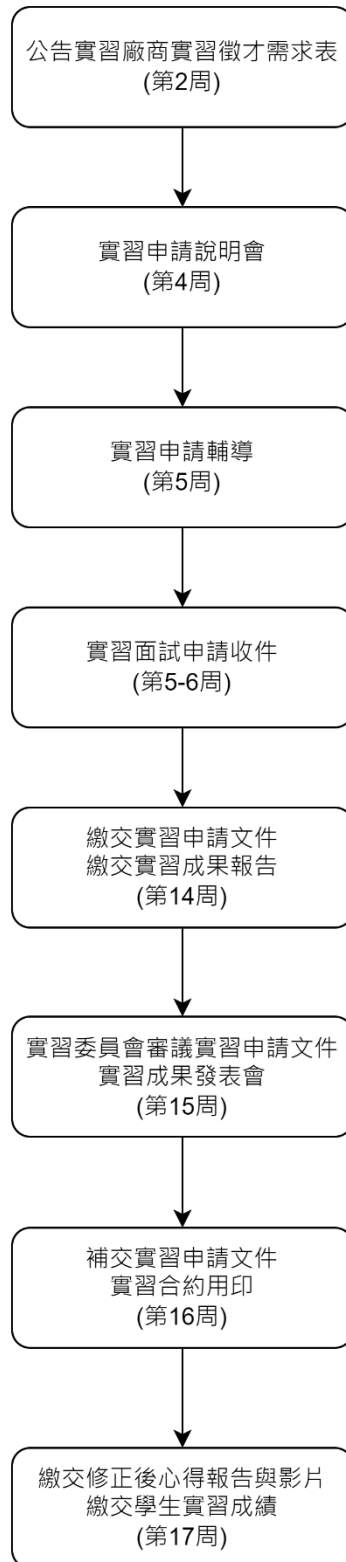 公告實習廠商實習徵才需求表
(第2周)
實習申請說明會
(第4周)
實習申請輔導
(第5周)
實習面試申請收件
(第5-6周)
繳交實習申請文件
繳交實習成果報告
(第14周)
實習委員會審議實習申請文件
實習成果發表會
(第15周)
補交實習申請文件
實習合約用印
(第16周)
繳交修正後心得報告與影片
繳交學生實習成績
(第17周)